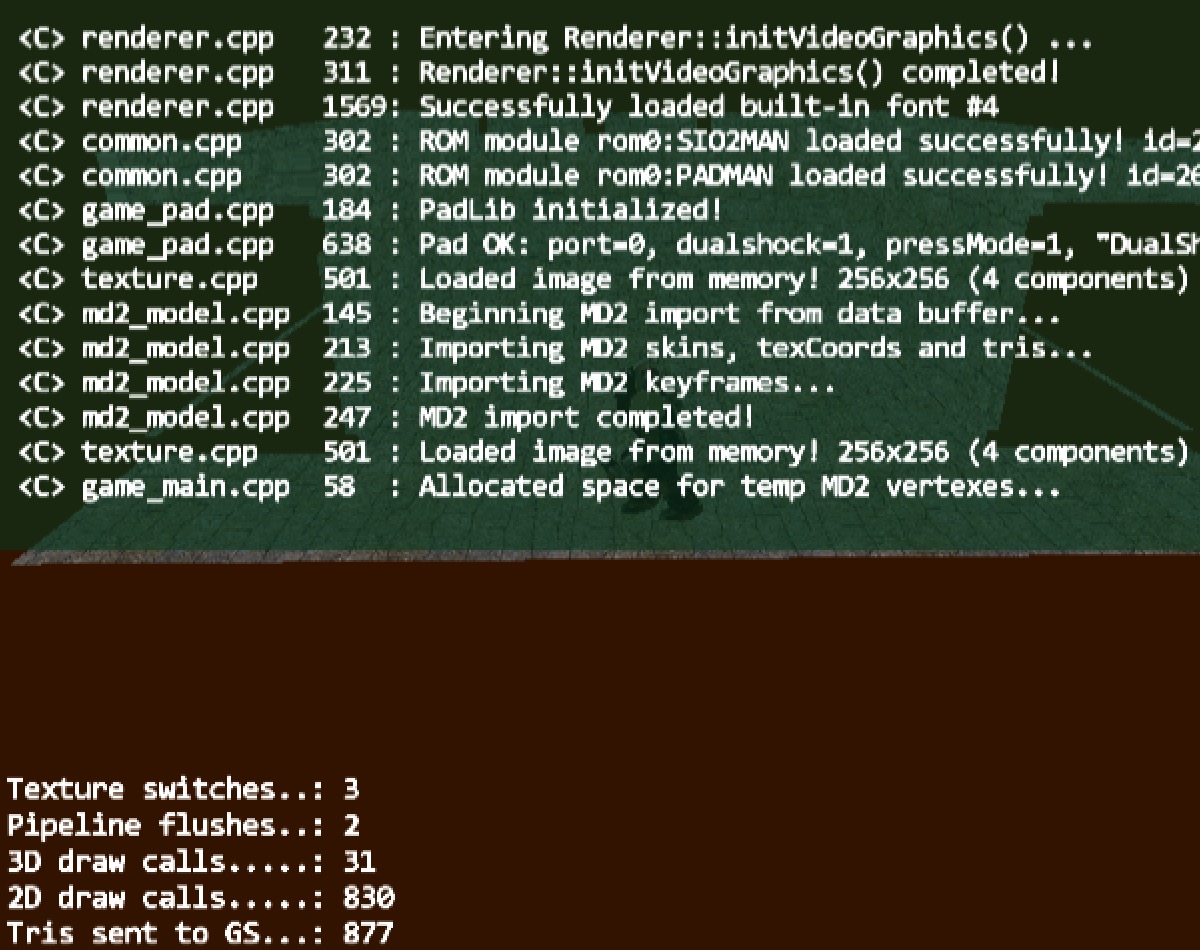 <C> renderer.cpp 232 : Entering Renderer::initVideoGraphics() ...
<C> renderer.cpp 311 : Renderer::initVideoGraphics() completed!
<C> renderer.cpp 1569: Successfully loaded built-in font #4
<C> common.cpp 302 : ROM module rom0:SIO2MAN loaded successfully! id=2
<C> common.cpp 302 : ROM module rom0:PADMAN loaded successfully! id=26
<C> game_pad.cpp 184 : PadLib initialized!
<C> game_pad.cpp 638 : Pad OK: port=0, dualshock=1, pressMode=1, "DualSh
<C> texture.cpp 501 : Loaded image from memory! 256x256 (4 components)
<C> md2_model.cpp 145 : Beginning MD2 import from data buffer...
<C> md2_model.cpp 213 : Importing MD2 skins, texCoords and tris...
<C> md2_model.cpp 225 : Importing MD2 keyframes...
<C> md2_model.cpp 247 : MD2 import completed!
<C> texture.cpp 501 : Loaded image from memory! 256x256 (4 components)
<C> game_main.cpp 58 : Allocated space for temp MD2 vertexes...
Texture switches..: 3
Pipeline flushes..: 2
3D draw calls.....: 31
2D draw calls.....: 830
Tris sent to GS...: 877